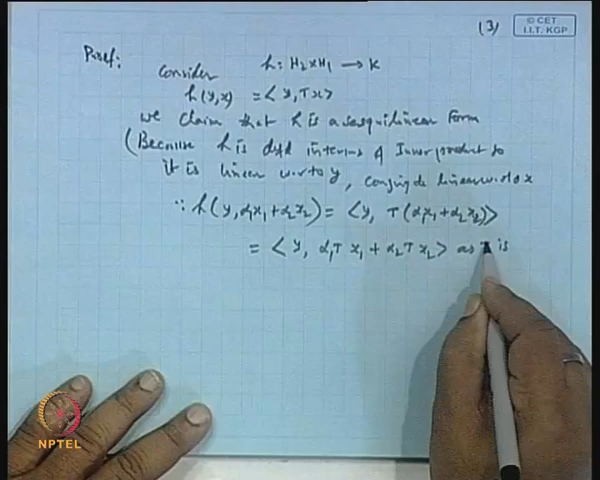 (3)
© CET
I.I.T. KGP
Proof:
Consider h: H₂×H₁ → K
h(y,x) = <y, Tx>
we claim that h is a sesquilinear Form
(Because h is dfd in terms of Inner product so
it is linear w.r.to y, conjugate linear w.r.to x
∵ h(y, α₁x₁+α₂x₂) = <y, T(α₁x₁+α₂x₂)>
= <y, α₁T x₁ + α₂T x₂> as T is
NPTEL